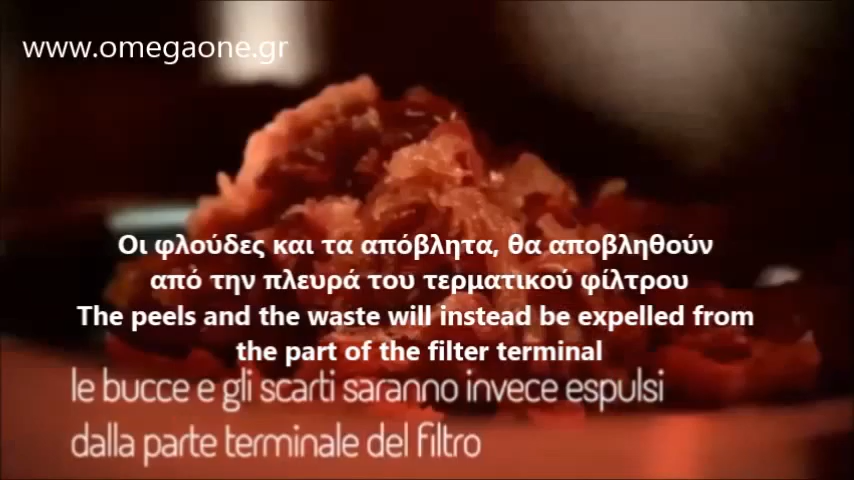 www.omegaone.gr
Οι φλούδες και τα απόβλητα, θα αποβληθούν
από την πλευρά του τερματικού φίλτρου
The peels and the waste will instead be expelled from
the part of the filter terminal
le bucce e gli scarti saranno invece espulsi
dalla parte terminale del filtro